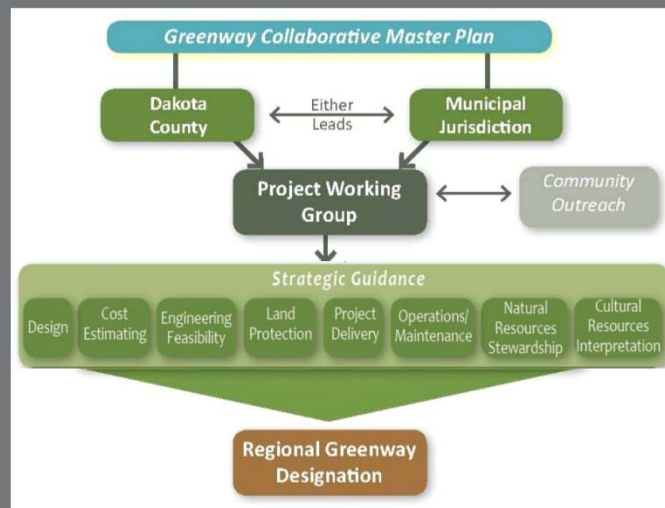 Greenway Collaborative Master Plan
Dakota
County
Either
Leads
Municipal
Jurisdiction
Project Working
Group
Community
Outreach
Strategic Guidance
Design
Cost
Estimating
Engineering
Feasibility
Land
Protection
Project
Delivery
Operations/
Maintenance
Natural
Resources
Stewardship
Cultural
Resources
Interpretation
Regional Greenway
Designation